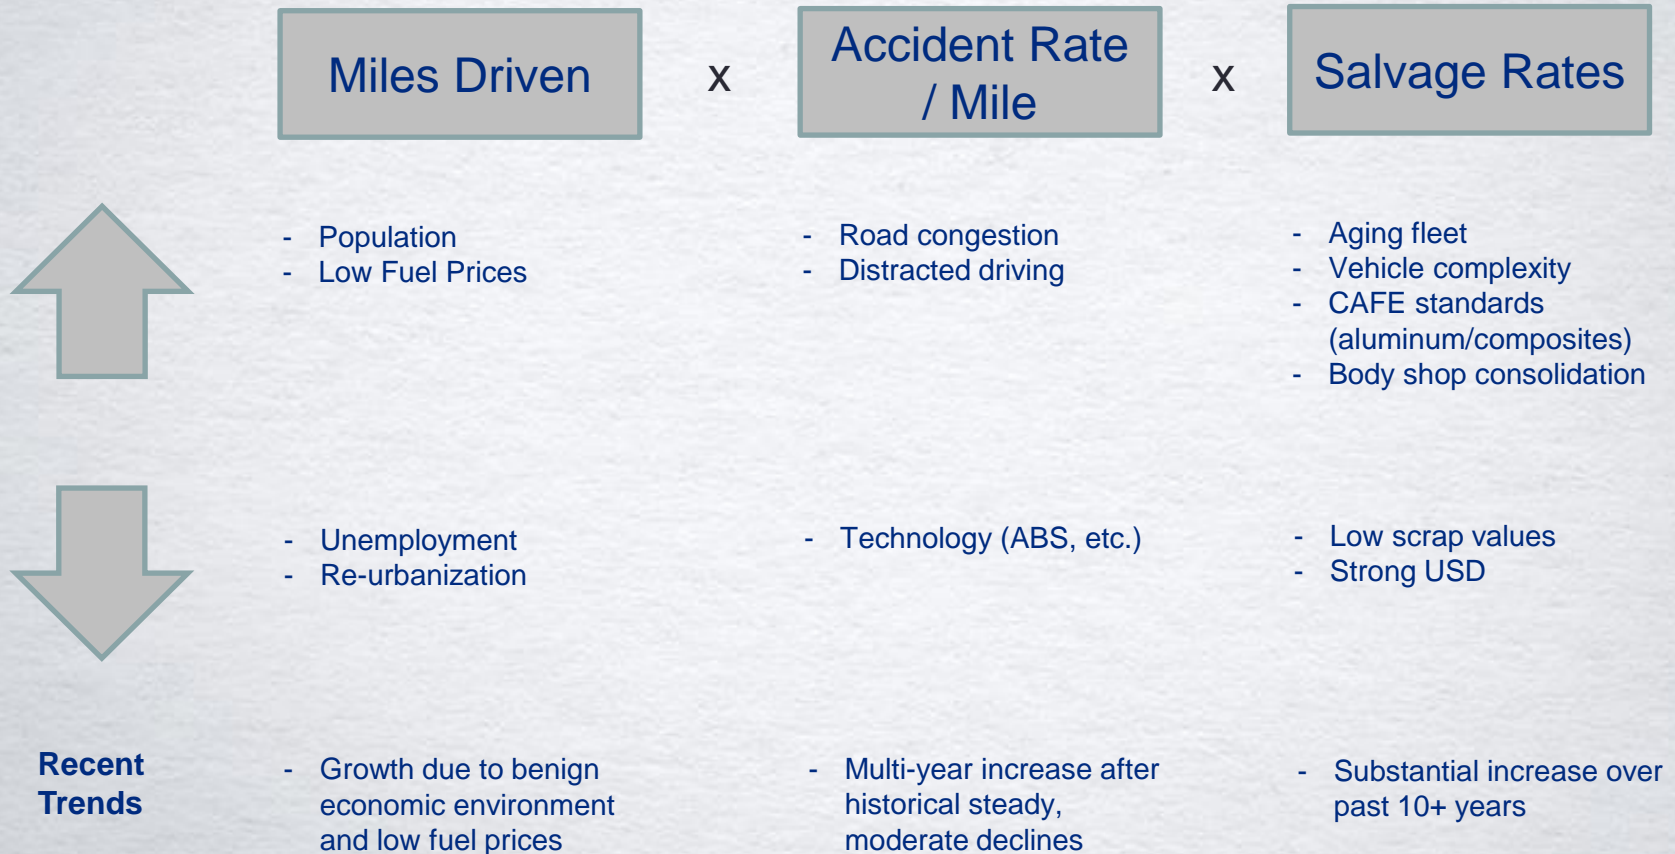 Miles Driven
x
Accident Rate
/ Mile
x
Salvage Rates
- Population
- Low Fuel Prices
- Road congestion
- Distracted driving
- Aging fleet
- Vehicle complexity
- CAFE standards
(aluminum/composites)
- Body shop consolidation
- Unemployment
- Re-urbanization
- Technology (ABS, etc.)
- Low scrap values
- Strong USD
Recent
Trends
- Growth due to benign
economic environment
and low fuel prices
- Multi-year increase after
historical steady,
moderate declines
- Substantial increase over
past 10+ years